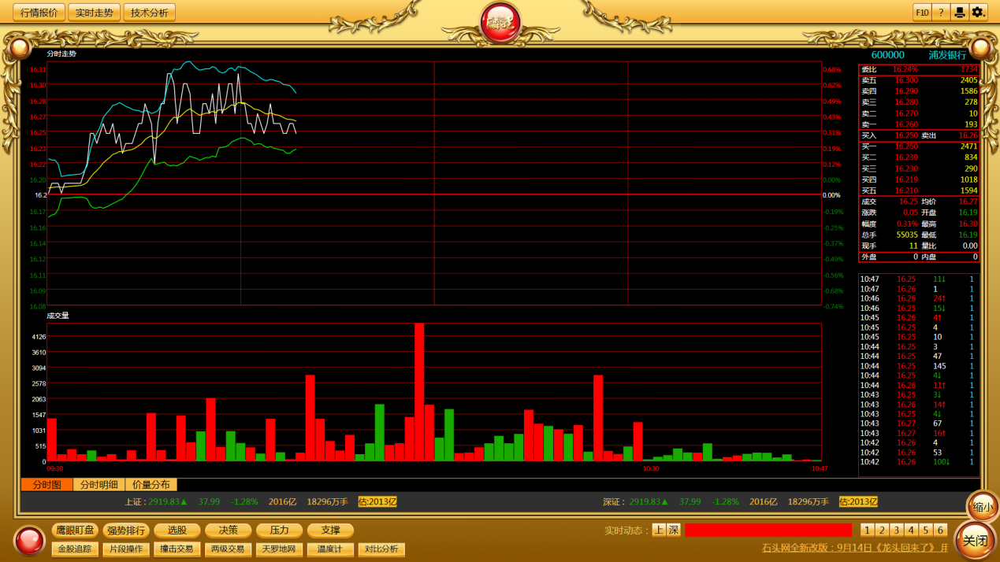 行情报价 实时走势 技术分析 F10 ?
分时走势
600000 浦发银行
16.31 0.68%
16.30 0.62%
16.28 0.49%
16.27 0.43%
16.25 0.31%
16.23 0.19%
16.22 0.12%
16.20 0.00%
16.2 0.00%
16.17 -0.19%
16.16 -0.25%
16.14 -0.37%
16.12 -0.49%
16.11 -0.56%
16.09 -0.68%
16.08 -0.74%
委比 16.24% 1734
卖五 16.300 2405
卖四 16.290 1586
卖三 16.280 278
卖二 16.270 10
卖一 16.260 193
买入 16.250 卖出 16.26
买一 16.250 2471
买二 16.239 834
买三 16.230 290
买四 16.219 1018
买五 16.210 1594
成交 16.25 均价 16.27
涨跌 0.05 开盘 16.19
幅度 0.31% 最高 16.30
总手 55035 最低 16.19
现手 11 量比 0.00
外盘 0 内盘 0
成交量
4126
3610
3094
2578
2063
1547
1031
515
0
09:30 10:30 10:47
10:47 16.25 11↓ 1
10:47 16.26 1 1
10:46 16.26 24↑ 1
10:46 16.25 15↓ 1
10:45 16.26 4↑ 1
10:45 16.25 4 1
10:45 16.25 10 1
10:44 16.25 3 1
10:44 16.25 47 1
10:44 16.25 145 1
10:44 16.25 4↓ 1
10:44 16.26 11↑ 1
10:43 16.25 3↓ 1
10:43 16.26 14↑ 1
10:43 16.25 4↓ 1
10:43 16.27 67 1
10:43 16.27 16↑ 1
10:42 16.26 4 1
10:42 16.26 53 1
10:42 16.26 100↓ 1
分时图 分时明细 价量分布
上证：2919.83▲ 37.99 -1.28% 2016亿 18296万手 估:2013亿 深证：2919.83▲ 37.99 -1.28% 2016亿 18296万手 估:2013亿
缩小
鹰眼盯盘 强势排行 选股 决策 压力 支撑 实时动态：上 深 1 2 3 4 5 6
关闭
金股追踪 片段操作 撞击交易 两级交易 天罗地网 温度计 对比分析 石头网全新改版：9月14日《龙头回来了》